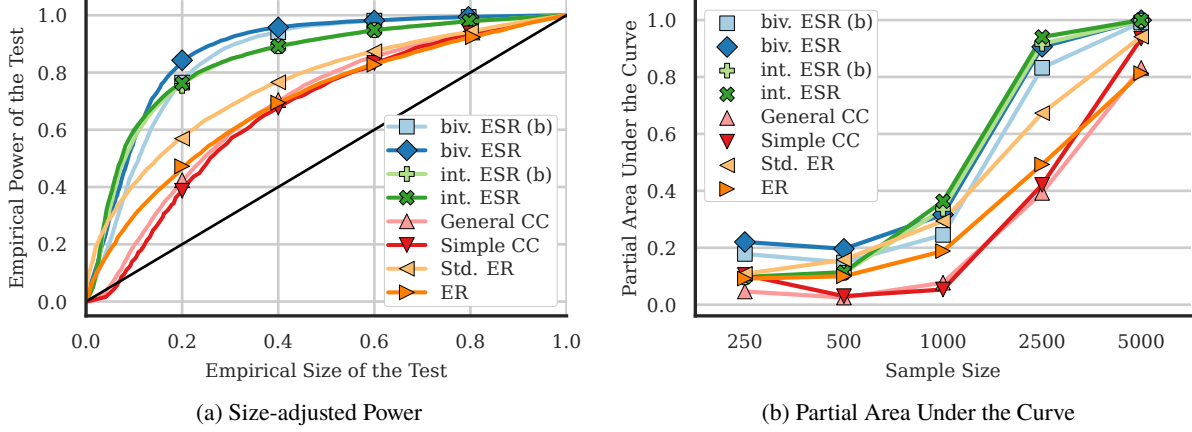 Empirical Power of the Test
1.0
0.8
0.6
0.4
0.2
0.0
biv. ESR (b)
biv. ESR
int. ESR (b)
int. ESR
General CC
Simple CC
Std. ER
ER
0.0 0.2 0.4 0.6 0.8 1.0
Empirical Size of the Test
(a) Size-adjusted Power
Partial Area Under the Curve
1.0
0.8
0.6
0.4
0.2
0.0
biv. ESR (b)
biv. ESR
int. ESR (b)
int. ESR
General CC
Simple CC
Std. ER
ER
250 500 1000 2500 5000
Sample Size
(b) Partial Area Under the Curve